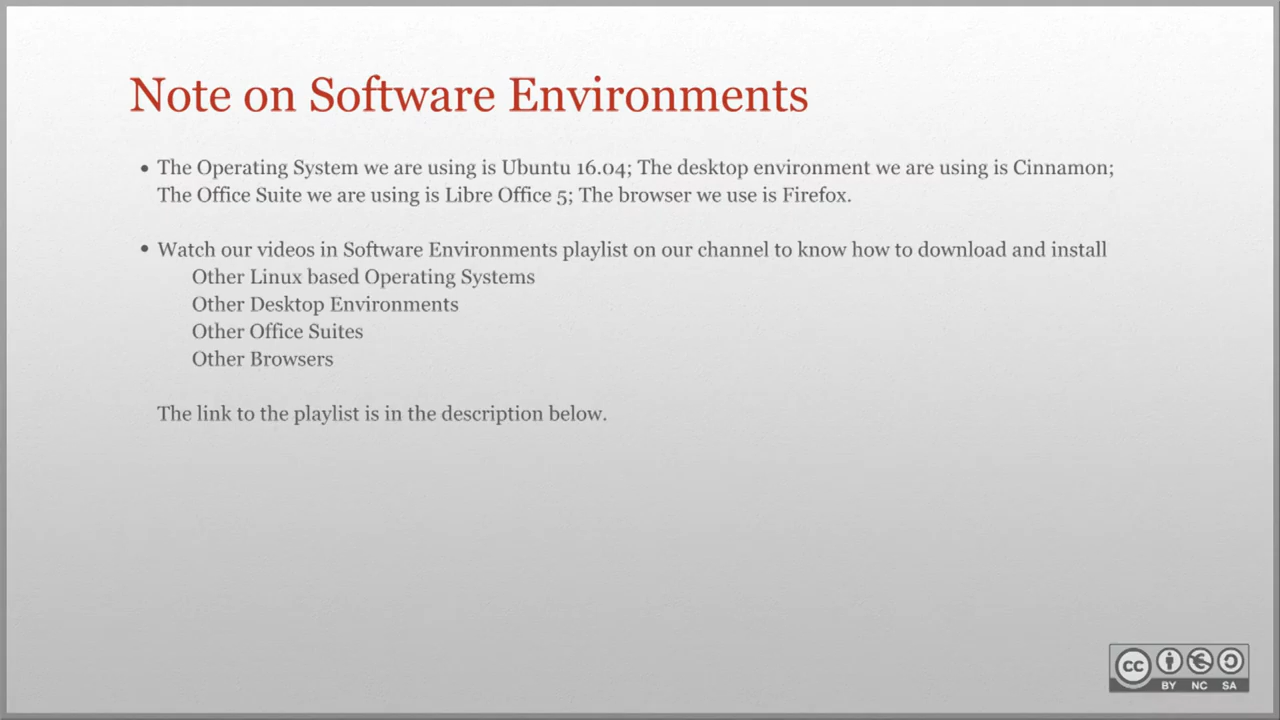 Note on Software Environments
• The Operating System we are using is Ubuntu 16.04; The desktop environment we are using is Cinnamon;
The Office Suite we are using is Libre Office 5; The browser we use is Firefox.
• Watch our videos in Software Environments playlist on our channel to know how to download and install
Other Linux based Operating Systems
Other Desktop Environments
Other Office Suites
Other Browsers
The link to the playlist is in the description below.
cc
BY NC SA